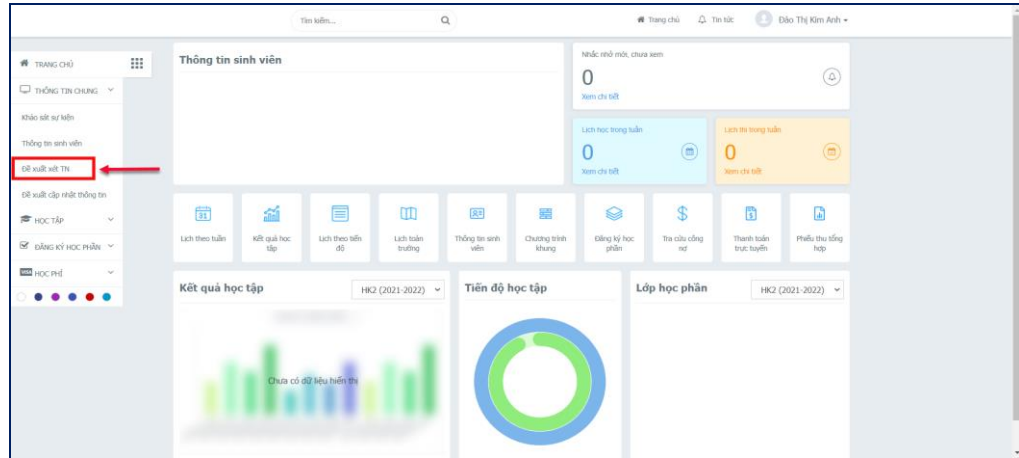 Tìm kiếm...
Trang chủ
Tin tức
Đào Thị Kim Anh
TRANG CHỦ
THÔNG TIN CHUNG
Khảo sát sự kiện
Thông tin sinh viên
Đề xuất xét TN
Đề xuất cập nhật thông tin
HỌC TẬP
ĐĂNG KÝ HỌC PHẦN
VISA HỌC PHÍ
Thông tin sinh viên
Nhắc nhở mới, chưa xem
0
Xem chi tiết
Lịch học trong tuần
0
Xem chi tiết
Lịch thi trong tuần
0
Xem chi tiết
31
Lịch theo tuần
Kết quả học
tập
Lịch theo tiến
độ
Lịch toàn
trường
Thông tin sinh
viên
Chương trình
khung
Đăng ký học
phần
$
Tra cứu công
nợ
$
Thanh toán
trực tuyến
Phiếu thu tổng
hợp
Kết quả học tập
HK2 (2021-2022)
Chưa có dữ liệu hiển thị
Tiến độ học tập
Lớp học phần
HK2 (2021-2022)